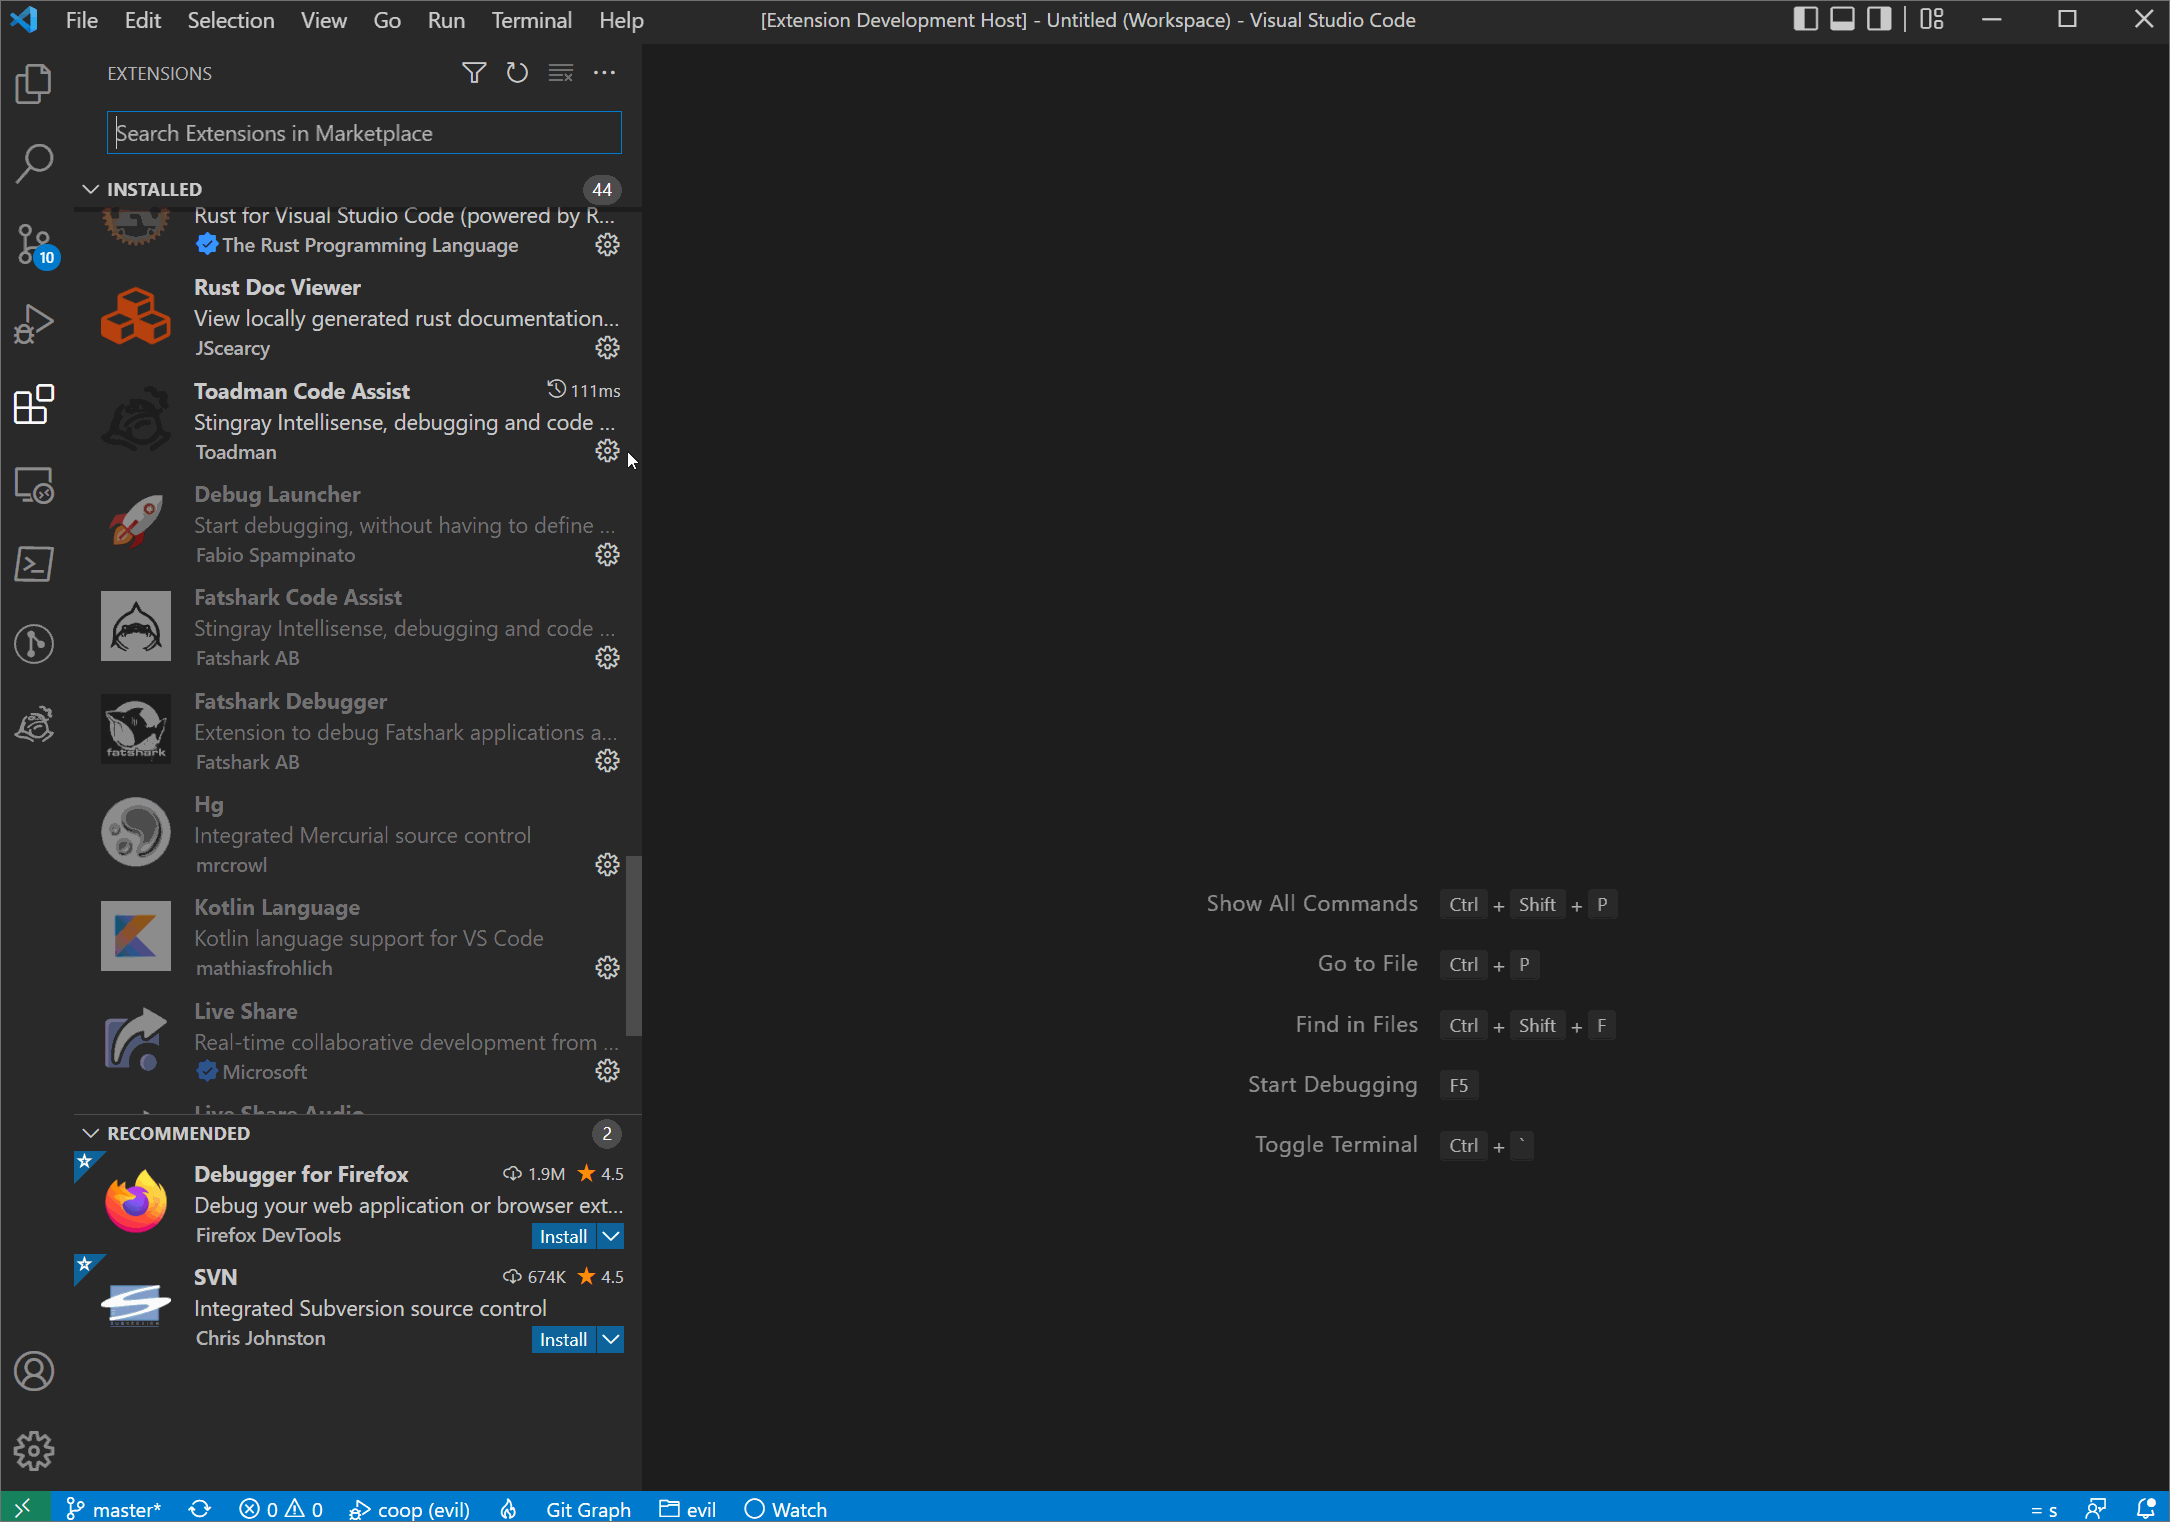 File Edit Selection View Go Run Terminal Help
[Extension Development Host] - Untitled (Workspace) - Visual Studio Code
EXTENSIONS
Search Extensions in Marketplace
INSTALLED 44
Rust for Visual Studio Code (powered by R...
The Rust Programming Language
10
Rust Doc Viewer
View locally generated rust documentation...
JScearcy
Toadman Code Assist 111ms
Stingray Intellisense, debugging and code ...
Toadman
Debug Launcher
Start debugging, without having to define ...
Fabio Spampinato
Fatshark Code Assist
Stingray Intellisense, debugging and code ...
Fatshark AB
Fatshark Debugger
Extension to debug Fatshark applications a...
fatshark
Fatshark AB
Hg
Integrated Mercurial source control
mrcrowl
Kotlin Language
Kotlin language support for VS Code
mathiasfrohlich
Live Share
Real-time collaborative development from ...
Microsoft
Live Share Audio
RECOMMENDED 2
Debugger for Firefox 1.9M 4.5
Debug your web application or browser ext...
Firefox DevTools Install
SVN 674K 4.5
Integrated Subversion source control
Chris Johnston Install
Show All Commands Ctrl + Shift + P
Go to File Ctrl + P
Find in Files Ctrl + Shift + F
Start Debugging F5
Toggle Terminal Ctrl + `
master* 0 0 coop (evil) Git Graph evil Watch = s